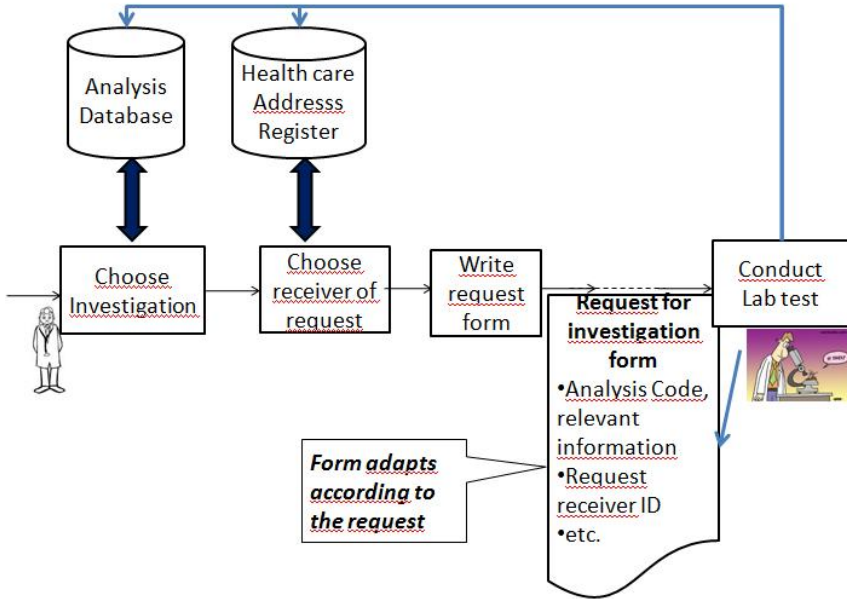 Analysis
Database
Health care
Addresss
Register
Choose
Investigation
Choose
receiver of
request
Write
request
form
Conduct
Lab test
Request for
investigation
form
•Analysis Code,
relevant
information
•Request
receiver ID
•etc.
Form adapts
according to
the request